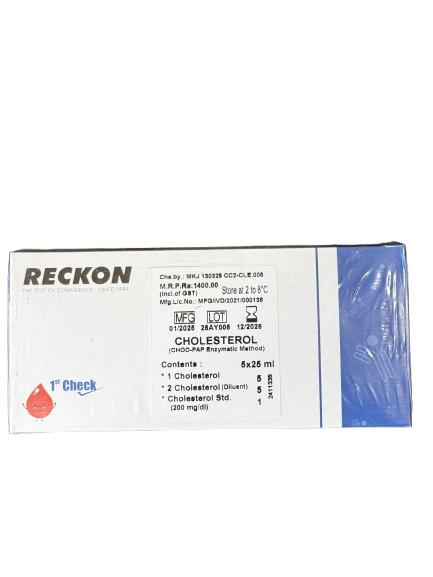 RECKON
THE TEST OF CONFIDENCE - SINCE 1986
1st Check
Che.by.: MKJ 130325 CC2-CLE.005
M.R.P.Rs:1400.00
(Incl.of GST)
Store at 2 to 8°C
Mfg.Lic.No.: MFG/IVD/2021/000136
MFG LOT
01/2025 25AY005 12/2026
CHOLESTEROL
(CHOD-PAP Enzymatic Method)
Contents : 5x25 ml
* 1 Cholesterol 5
* 2 Cholesterol (Diluent) 5
* Cholesterol Std. 1
(200 mg/dl)
2411339